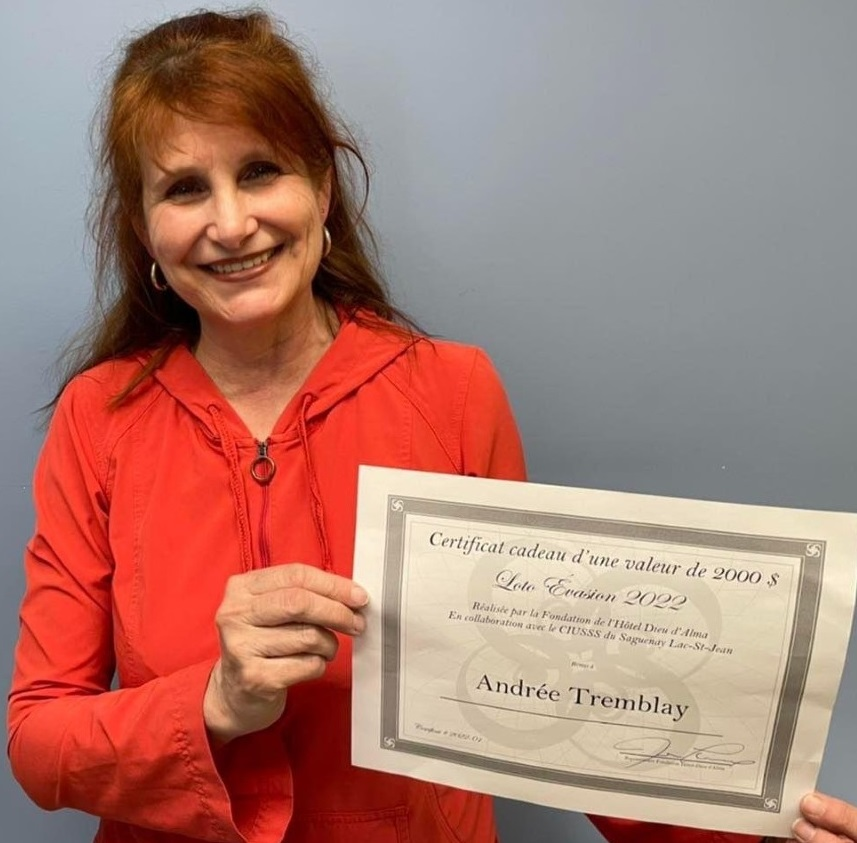 Certificat cadeau d'une valeur de 2000 $
Loto Évasion 2022
Réalisée par la Fondation de l'Hôtel Dieu d'Alma
En collaboration avec le CIUSSS du Saguenay Lac-St-Jean
Remis à
Andrée Tremblay